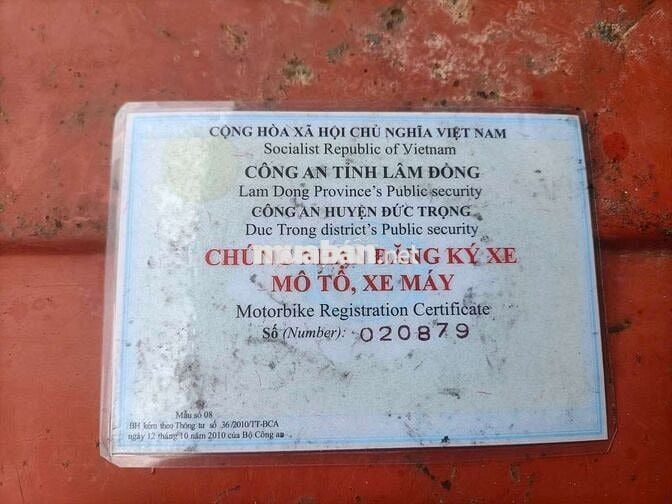 CỘNG HÒA XÃ HỘI CHỦ NGHĨA VIỆT NAM
Socialist Republic of Vietnam
CÔNG AN TỈNH LÂM ĐỒNG
Lam Dong Province's Public security
CÔNG AN HUYỆN ĐỨC TRỌNG
Duc Trong district's Public security
muaban.net
CHỨNG ĐĂNG KÝ XE
MÔ TÔ, XE MÁY
Motorbike Registration Certificate
Số (Number): 020879
Mẫu số 08
BH kèm theo Thông tư số 36/2010/TT-BCA
ngày 12 tháng 10 năm 2010 của Bộ Công an